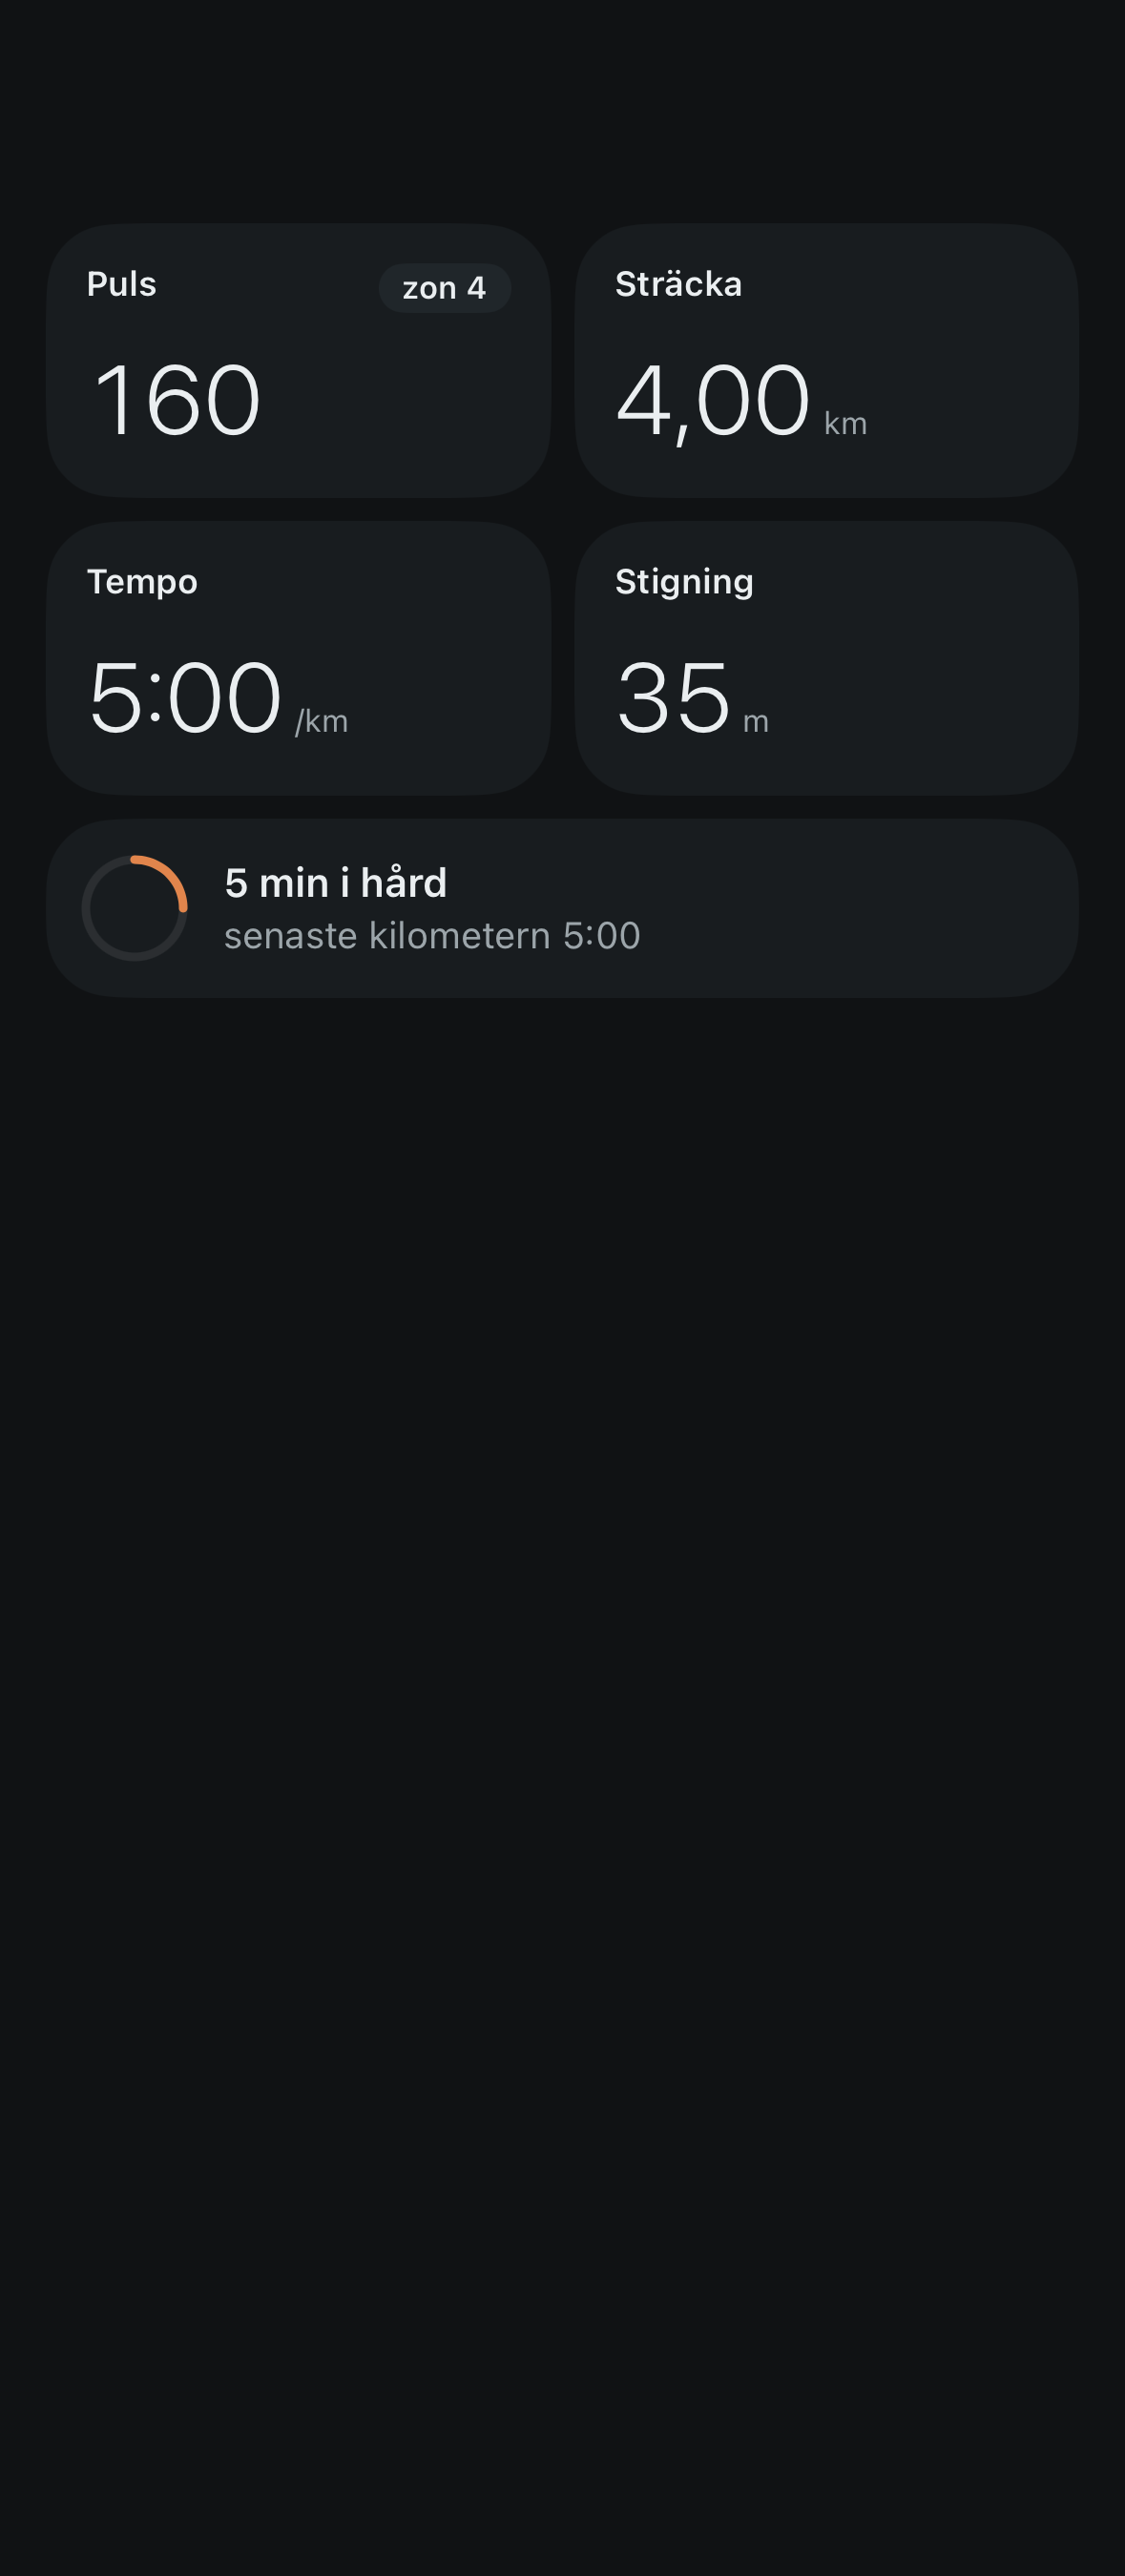 Puls
zon 4
160
Sträcka
4,00 km
Tempo
5:00 /km
Stigning
35 m
5 min i hård
senaste kilometern 5:00